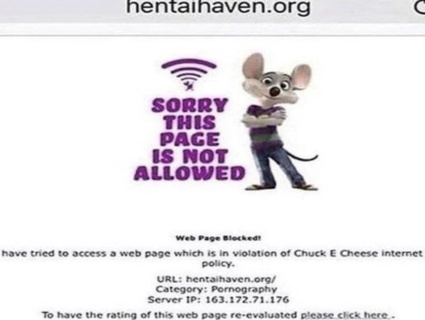 hentaihaven.org
SORRY
THIS
PAGE
IS NOT
ALLOWED
Web Page Blocked!
have tried to access a web page which is in violation of Chuck E Cheese internet
policy.
URL: hentaihaven.org/
Category: Pornography
Server IP: 163.172.71.176
To have the rating of this web page re-evaluated please click here .